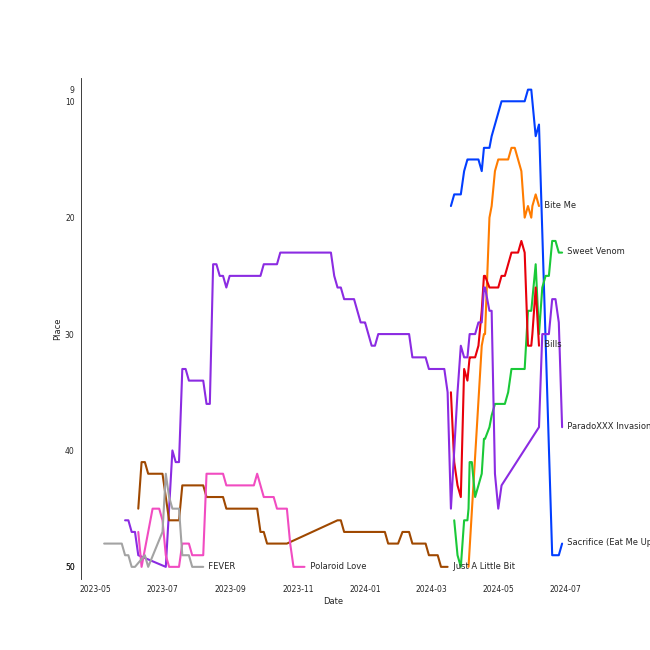 9
10
20
30
40
50
50
Place
Bite Me
Sweet Venom
Bills
ParadoXXX Invasion
Sacrifice (Eat Me Up
FEVER
Polaroid Love
Just A Little Bit
2023-05
2023-07
2023-09
2023-11
2024-01
2024-03
2024-05
2024-07
Date